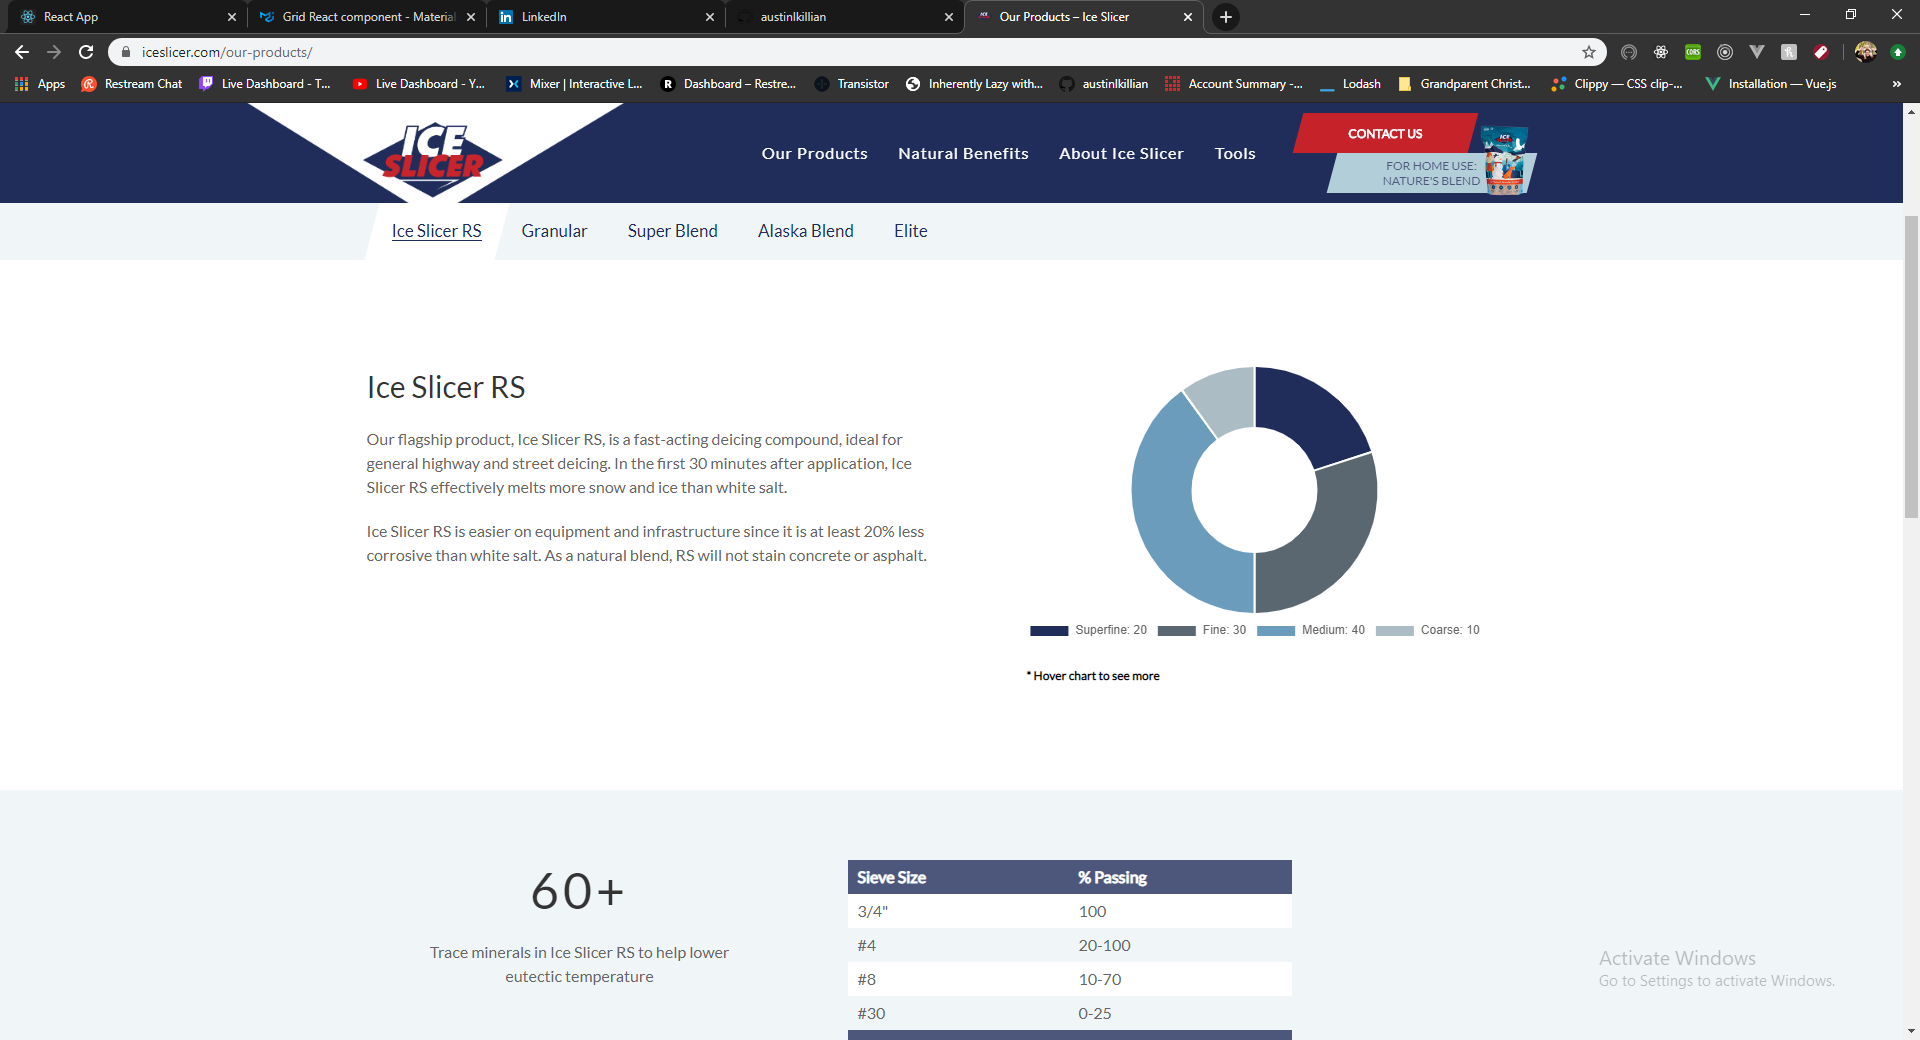 React App
Grid React component - Material
LinkedIn
austinlkillian
Our Products – Ice Slicer
iceslicer.com/our-products/
Apps
Restream Chat
Live Dashboard - T...
Live Dashboard - Y...
Mixer | Interactive L...
Dashboard – Restre...
Transistor
Inherently Lazy with...
austinlkillian
Account Summary -...
Lodash
Grandparent Christ...
Clippy — CSS clip-...
Installation — Vue.js
»
ICE
SLICER
Our Products
Natural Benefits
About Ice Slicer
Tools
CONTACT US
FOR HOME USE:
NATURE'S BLEND
ICE
Ice Slicer RS
Granular
Super Blend
Alaska Blend
Elite
Ice Slicer RS
Our flagship product, Ice Slicer RS, is a fast-acting deicing compound, ideal for
general highway and street deicing. In the first 30 minutes after application, Ice
Slicer RS effectively melts more snow and ice than white salt.
Ice Slicer RS is easier on equipment and infrastructure since it is at least 20% less
corrosive than white salt. As a natural blend, RS will not stain concrete or asphalt.
Superfine: 20
Fine: 30
Medium: 40
Coarse: 10
* Hover chart to see more
60+
Trace minerals in Ice Slicer RS to help lower
eutectic temperature
Sieve Size % Passing
3/4" 100
#4 20-100
#8 10-70
#30 0-25
Activate Windows
Go to Settings to activate Windows.